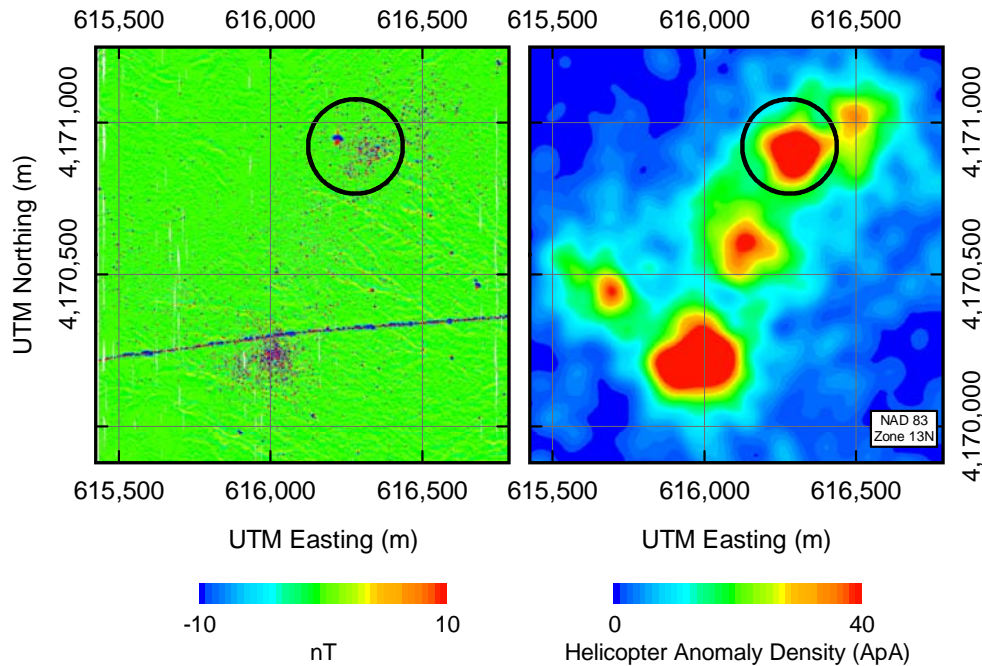 615,500 616,000 616,500 615,500 616,000 616,500
UTM Northing (m)
4,171,000
4,170,500
4,170,000
4,171,000
4,170,500
4,170,000
NAD 83
Zone 13N
615,500 616,000 616,500 615,500 616,000 616,500
UTM Easting (m) UTM Easting (m)
-10 10 0 40
nT Helicopter Anomaly Density (ApA)